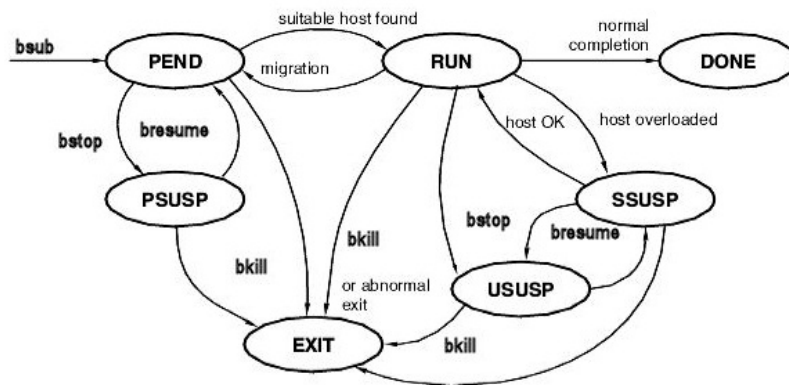 suitable host found
normal
completion
bsub
PEND
RUN
DONE
migration
host OK
host overloaded
bstop
bresume
PSUSP
SSUSP
bstop
bresume
bkill
bkill
USUSP
or abnormal
exit
EXIT
bkill